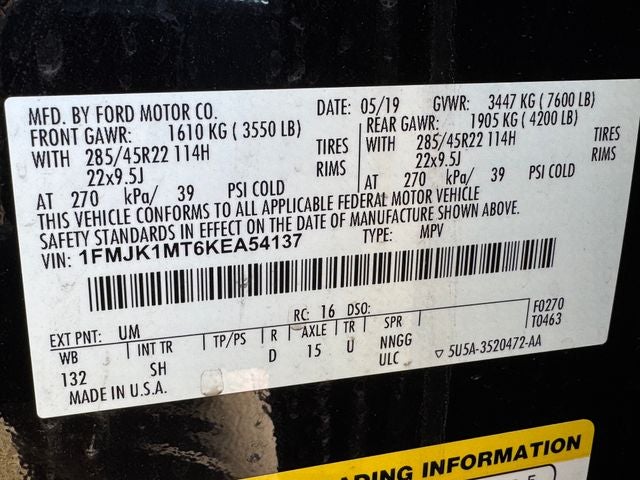 MFD. BY FORD MOTOR CO. DATE: 05/19 GVWR: 3447 KG ( 7600 LB)
FRONT GAWR: 1610 KG ( 3550 LB) REAR GAWR: 1905 KG ( 4200 LB)
WITH 285/45R22 114H TIRES WITH 285/45R22 114H TIRES
22x9.5J RIMS 22x9.5J RIMS
AT 270 kPa/ 39 PSI COLD AT 270 kPa/ 39 PSI COLD
THIS VEHICLE CONFORMS TO ALL APPLICABLE FEDERAL MOTOR VEHICLE
SAFETY STANDARDS IN EFFECT ON THE DATE OF MANUFACTURE SHOWN ABOVE.
VIN: 1FMJK1MT6KEA54137 TYPE: MPV
RC: 16 DSO: F0270
EXT PNT: UM T0463
WB INT TR TP/PS R AXLE TR SPR
132 SH D 15 U NNGG
ULC ▽ 5U5A-3520472-AA
MADE IN U.S.A.
ADING INFORMATION